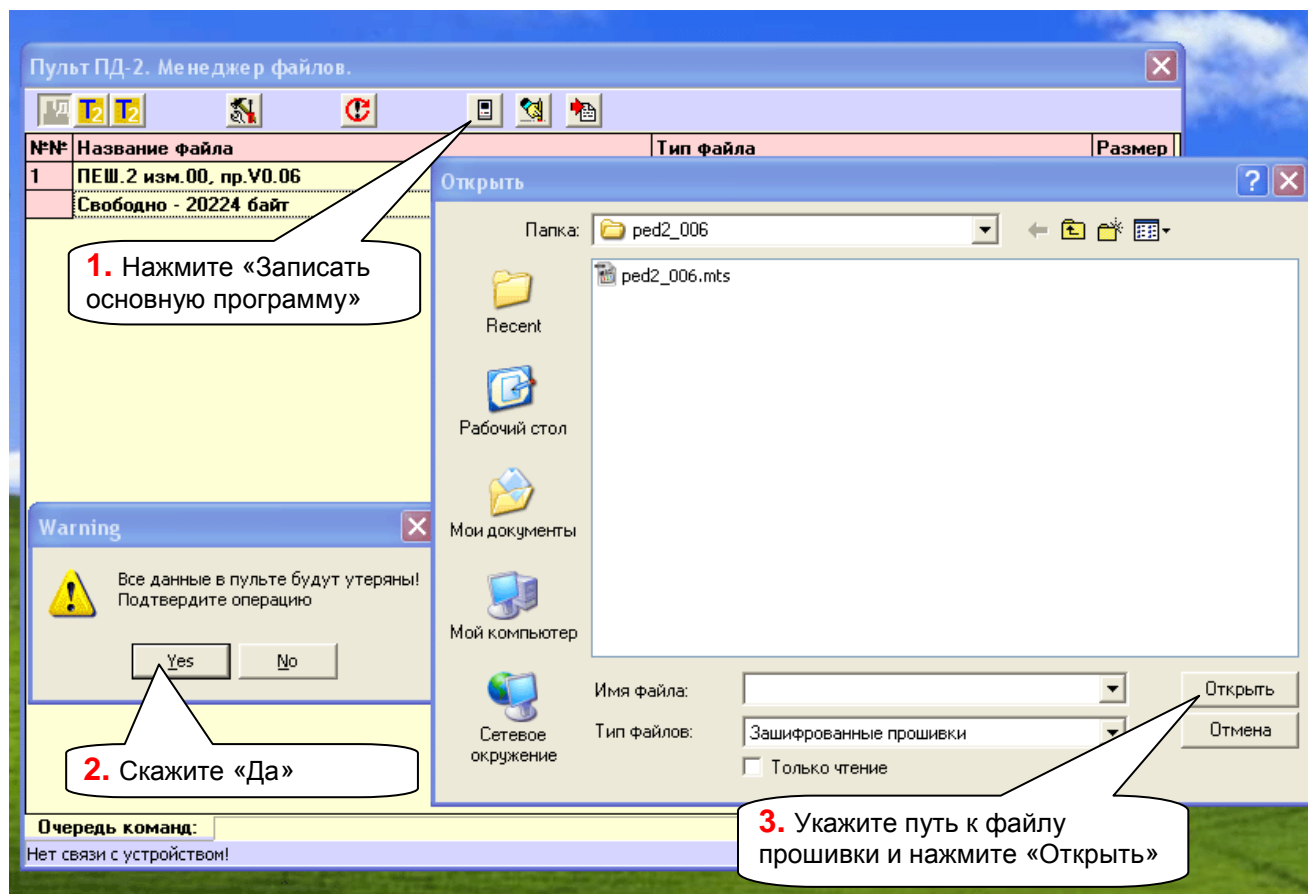 Пульт ПД-2. Менеджер файлов.
№№ Название файла Тип файла Размер
1 ПЕШ.2 изм.00, пр.V0.06
Свободно - 20224 байт
1. Нажмите «Записать
основную программу»
Открыть
Папка: ped2_006
ped2_006.mts
Recent
Рабочий стол
Мои документы
Мой компьютер
Сетевое
окружение
Имя файла:
Открыть
Тип файлов: Зашифрованные прошивки
Отмена
Только чтение
Warning
Все данные в пульте будут утеряны!
Подтвердите операцию
Yes No
2. Скажите «Да»
3. Укажите путь к файлу
прошивки и нажмите «Открыть»
Очередь команд:
Нет связи с устройством!